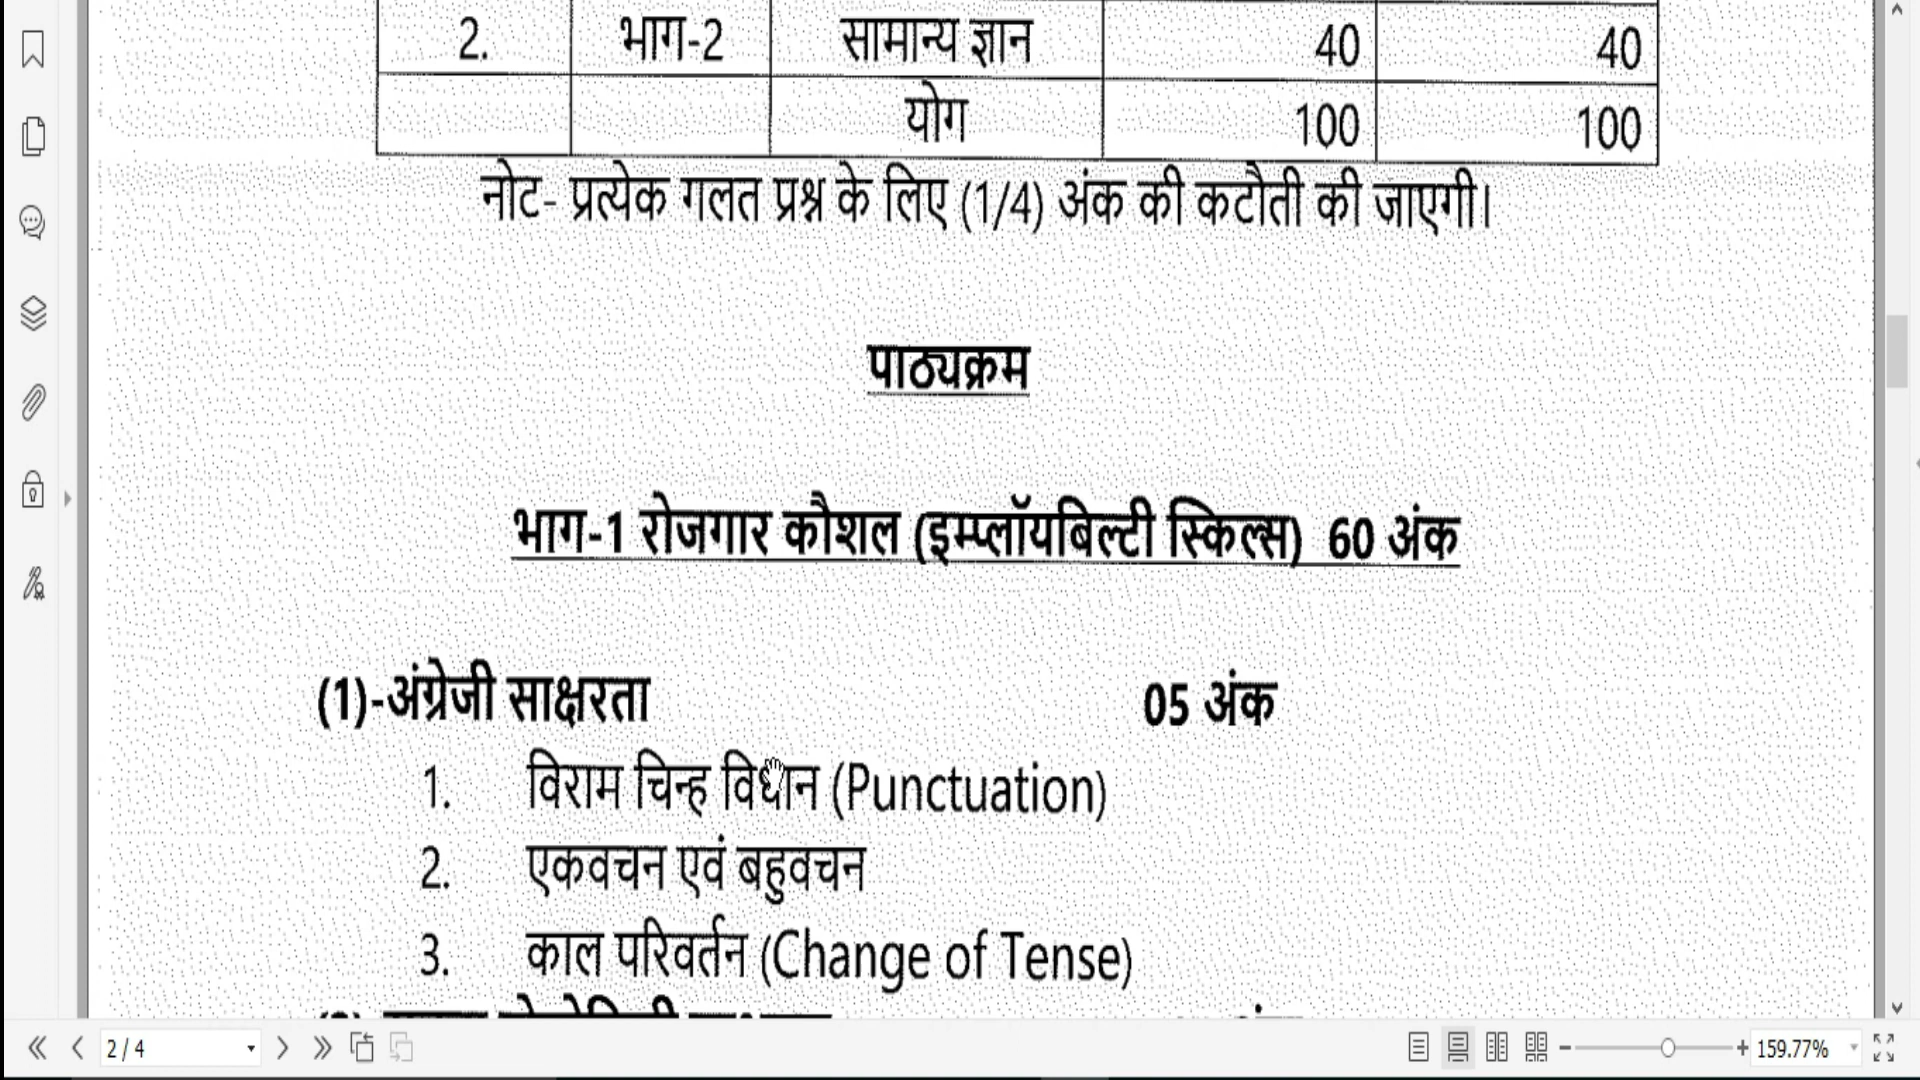 2. भाग-2 सामान्य ज्ञान 40 40
योग 100 100
नोट- प्रत्येक गलत प्रश्न के लिए (1/4) अंक की कटौती की जाएगी।
पाठ्यक्रम
भाग-1 रोजगार कौशल (इम्प्लॉयबिल्टी स्किल्स) 60 अंक
(1)-अंग्रेजी साक्षरता 05 अंक
1. विराम चिन्ह विधान (Punctuation)
2. एकवचन एवं बहुवचन
3. काल परिवर्तन (Change of Tense)
2 / 4 159.77%